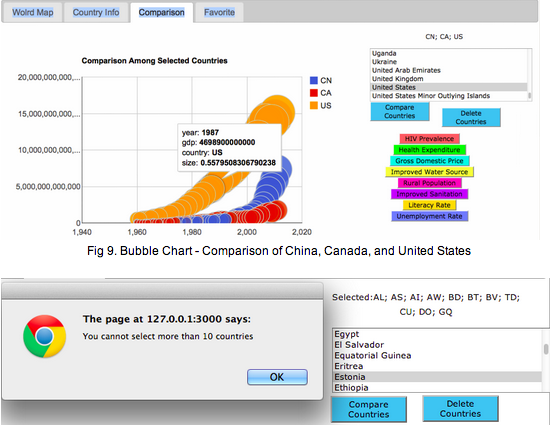 Wolrd Map Country Info Comparison Favorite
CN; CA; US
Comparison Among Selected Countries
20,000,000,000,...
15,000,000,000,...
10,000,000,000,...
5,000,000,000,000
0
1,940 1,960 1,980 2,000 2,020
CN
CA
US
year: 1987
gdp: 4698900000000
country: US
size: 0.5579508306790238
Uganda
Ukraine
United Arab Emirates
United Kingdom
United States
United States Minor Outlying Islands
Compare
Countries
Delete
Countries
HIV Prevalence
Health Expenditure
Gross Domestic Price
Improved Water Source
Rural Population
Improved Sanitation
Literacy Rate
Unemployment Rate
Fig 9. Bubble Chart - Comparison of China, Canada, and United States
The page at 127.0.0.1:3000 says:
You cannot select more than 10 countries
OK
Selected:AL; AS; AI; AW; BD; BT; BV; TD;
CU; DO; GQ
Egypt
El Salvador
Equatorial Guinea
Eritrea
Estonia
Ethiopia
Compare
Countries
Delete
Countries